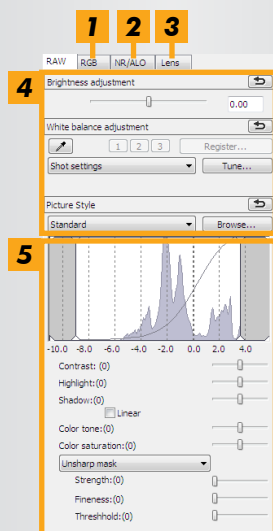 1 2 3
RAW RGB NR/ALO Lens
4
Brightness adjustment
0.00
White balance adjustment
1 2 3 Register...
Shot settings Tune...
Picture Style
Standard Browse...
5
-10.0 -8.0 -6.0 -4.0 -2.0 0.0 2.0 4.0
Contrast: (0)
Highlight:(0)
Shadow:(0)
Linear
Color tone:(0)
Color saturation:(0)
Unsharp mask
Strength:(0)
Fineness:(0)
Threshhold:(0)